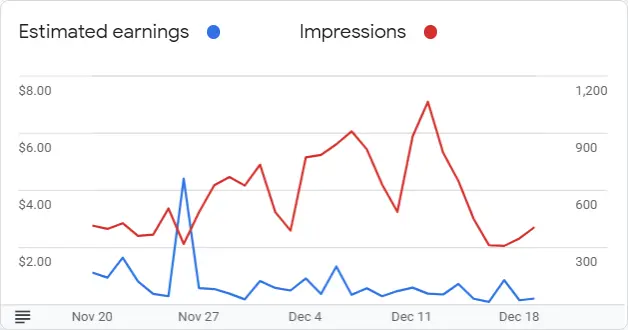 Estimated earnings Impressions
$8.00 1,200
$6.00 900
$4.00 600
$2.00 300
Nov 20 Nov 27 Dec 4 Dec 11 Dec 18